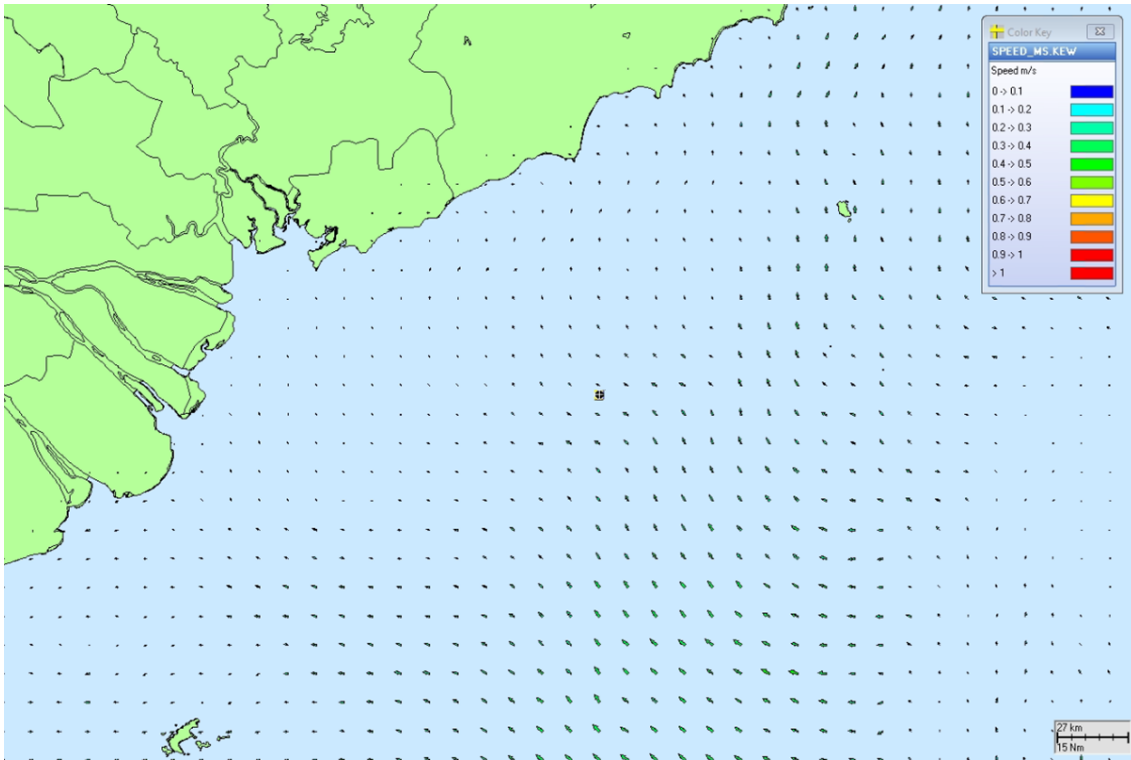 Color Key
SPEED_MS.KEW
Speed m/s
0 -> 0.1
0.1 -> 0.2
0.2 -> 0.3
0.3 -> 0.4
0.4 -> 0.5
0.5 -> 0.6
0.6 -> 0.7
0.7 -> 0.8
0.8 -> 0.9
0.9 -> 1
> 1
27 km
15 Nm